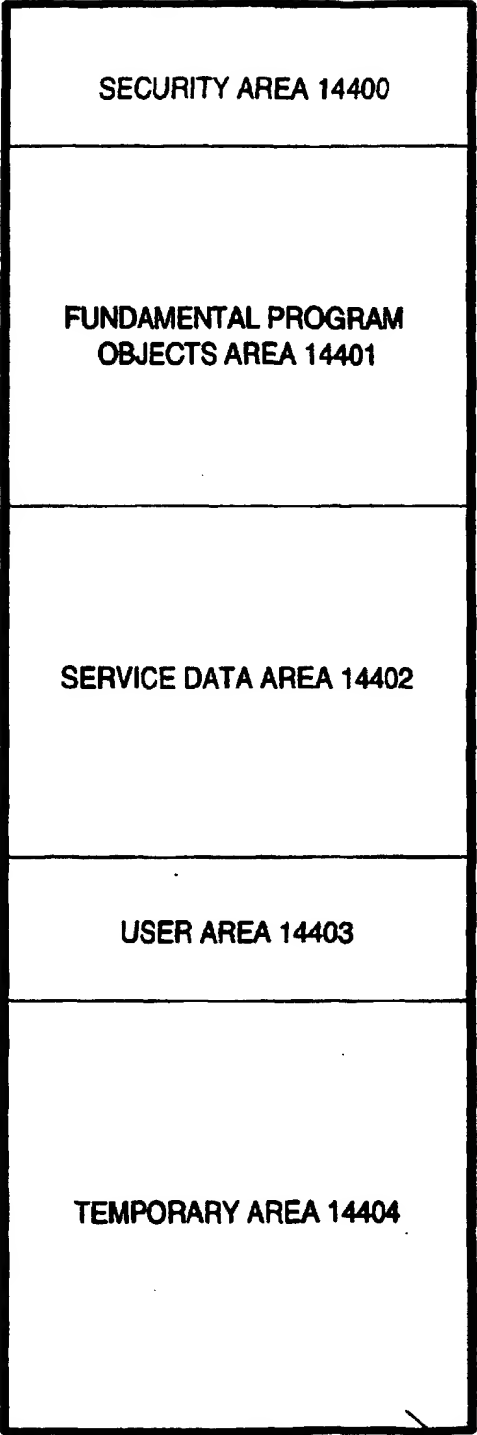 SECURITY AREA 14400
FUNDAMENTAL PROGRAM
OBJECTS AREA 14401
SERVICE DATA AREA 14402
USER AREA 14403
TEMPORARY AREA 14404